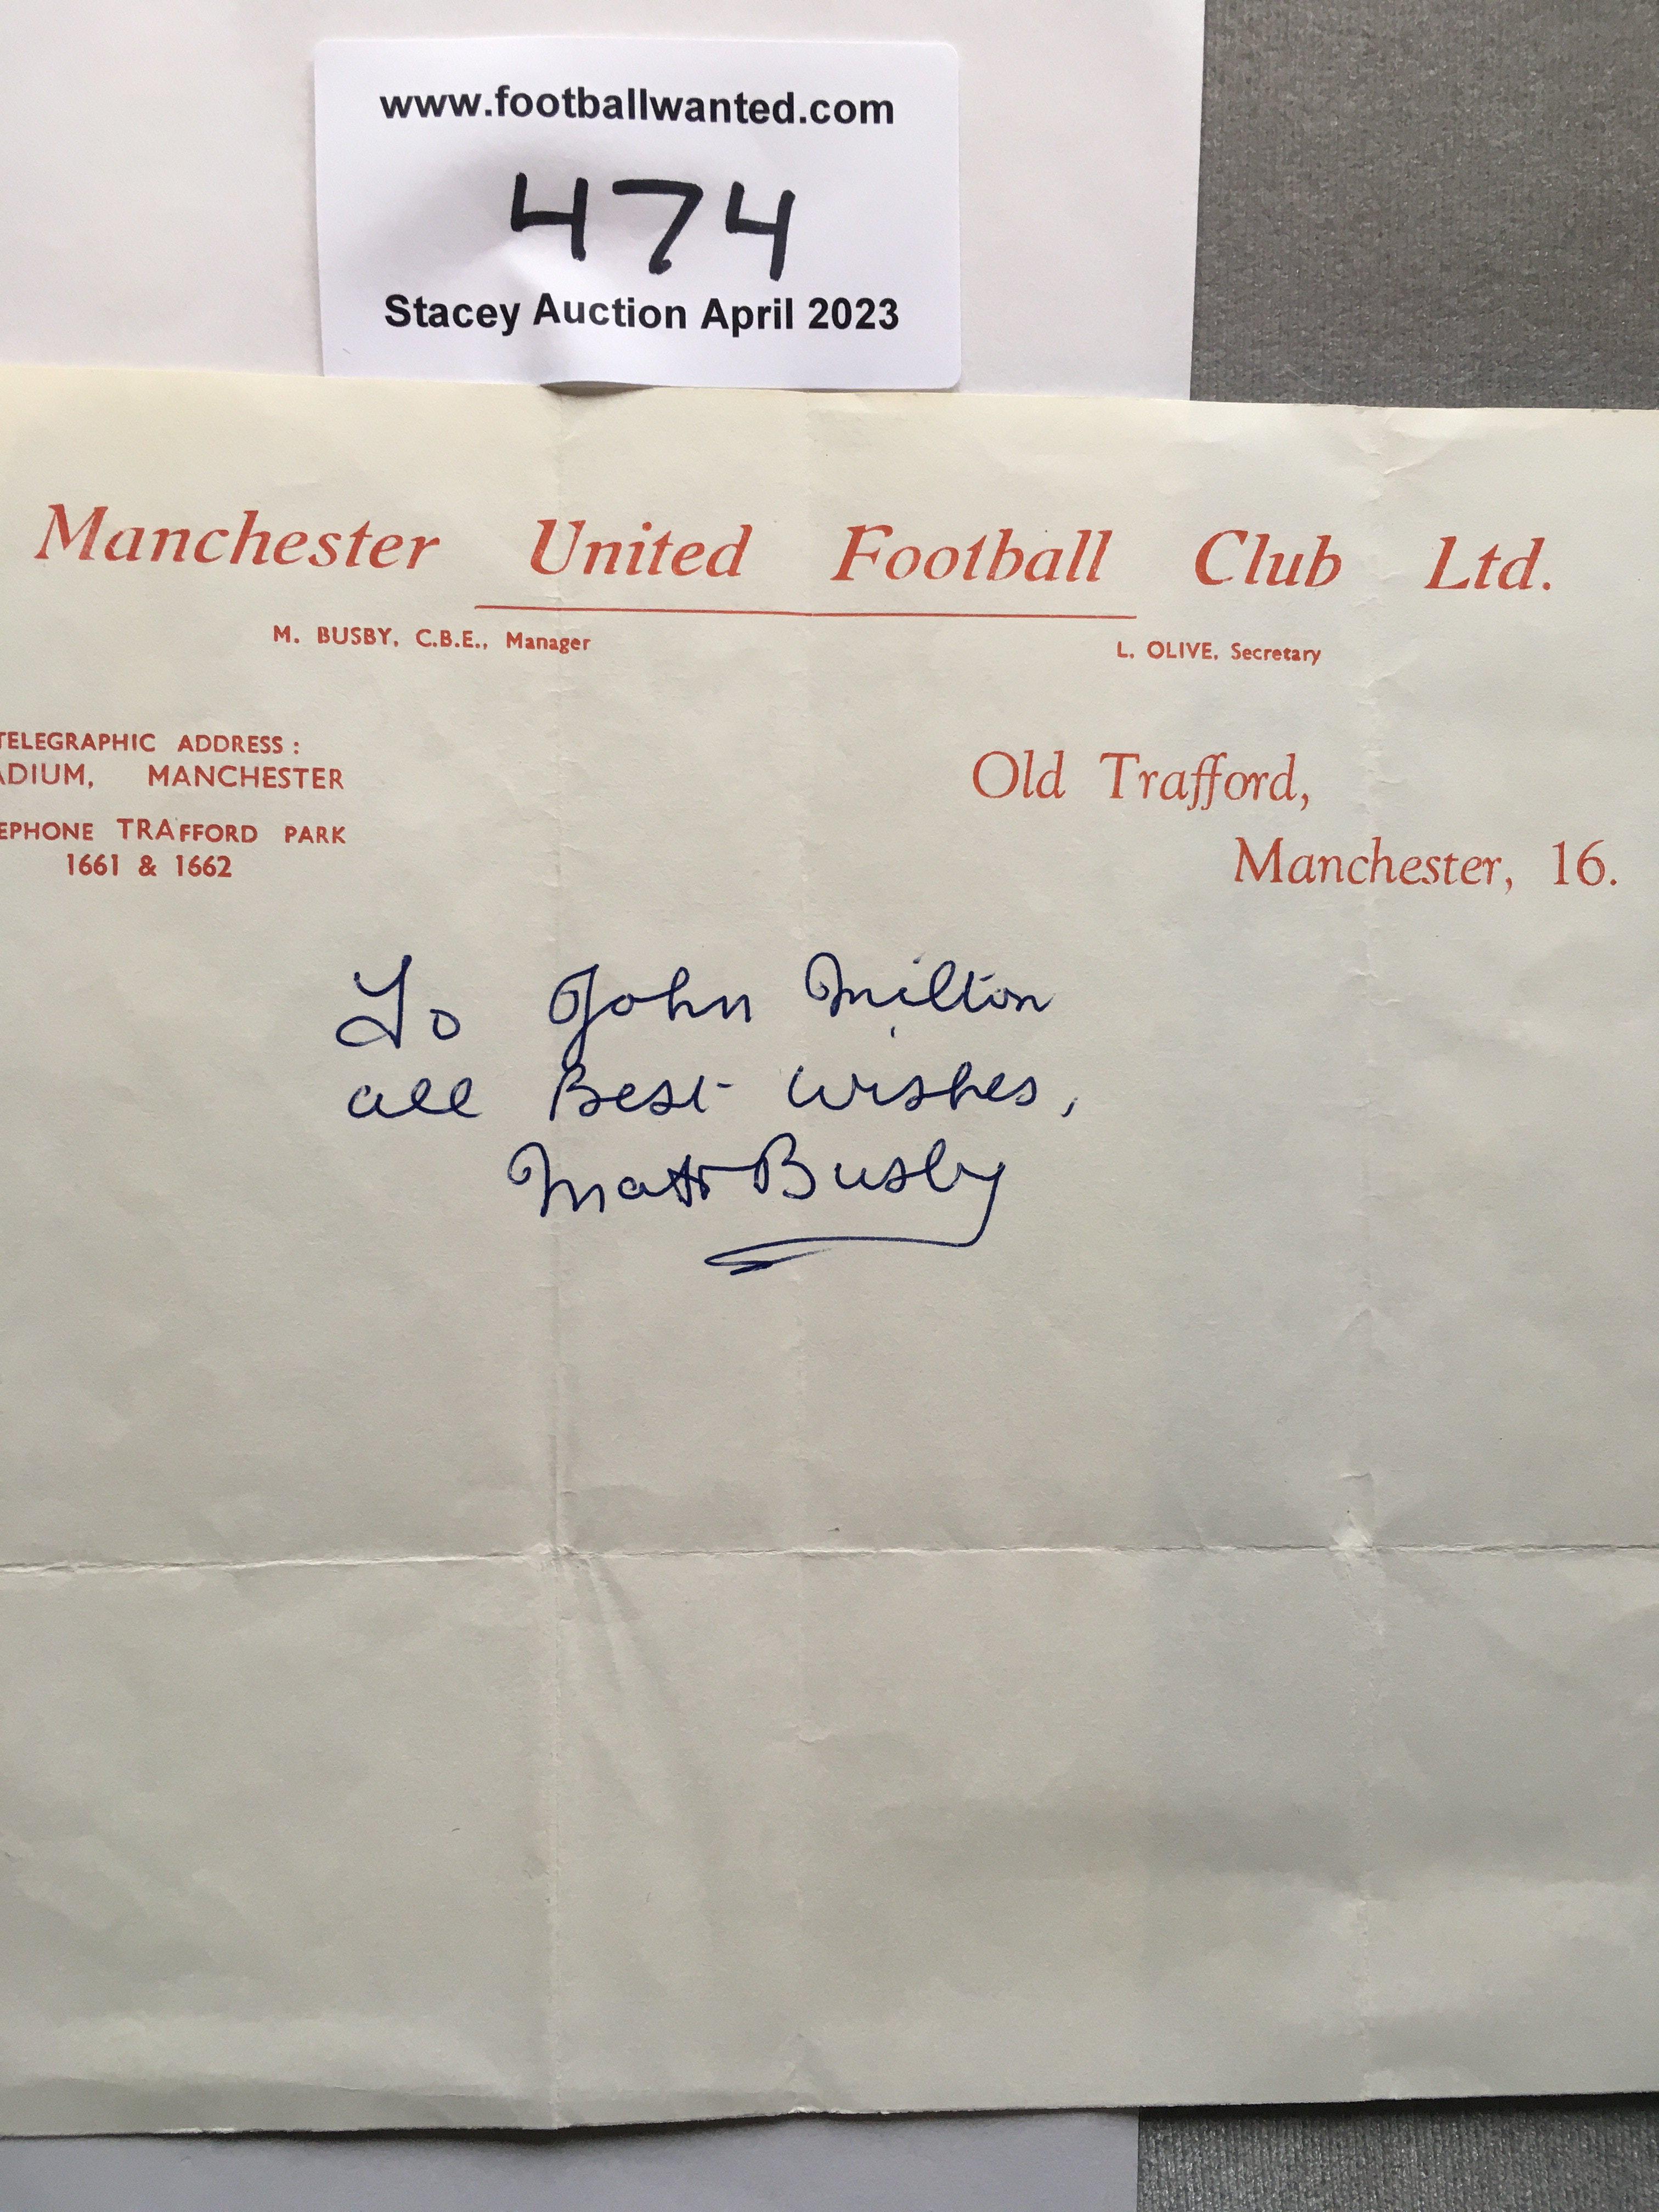 www.footballwanted.com
474
Stacey Auction April 2023
Manchester United Football Club Ltd.
M. BUSBY, C.B.E., Manager
L. OLIVE, Secretary
TELEGRAPHIC ADDRESS :
ADIUM, MANCHESTER
EPHONE TRAFFORD PARK
1661 & 1662
Old Trafford,
Manchester, 16.
To John Milton
all Best wishes,
Matt Busby